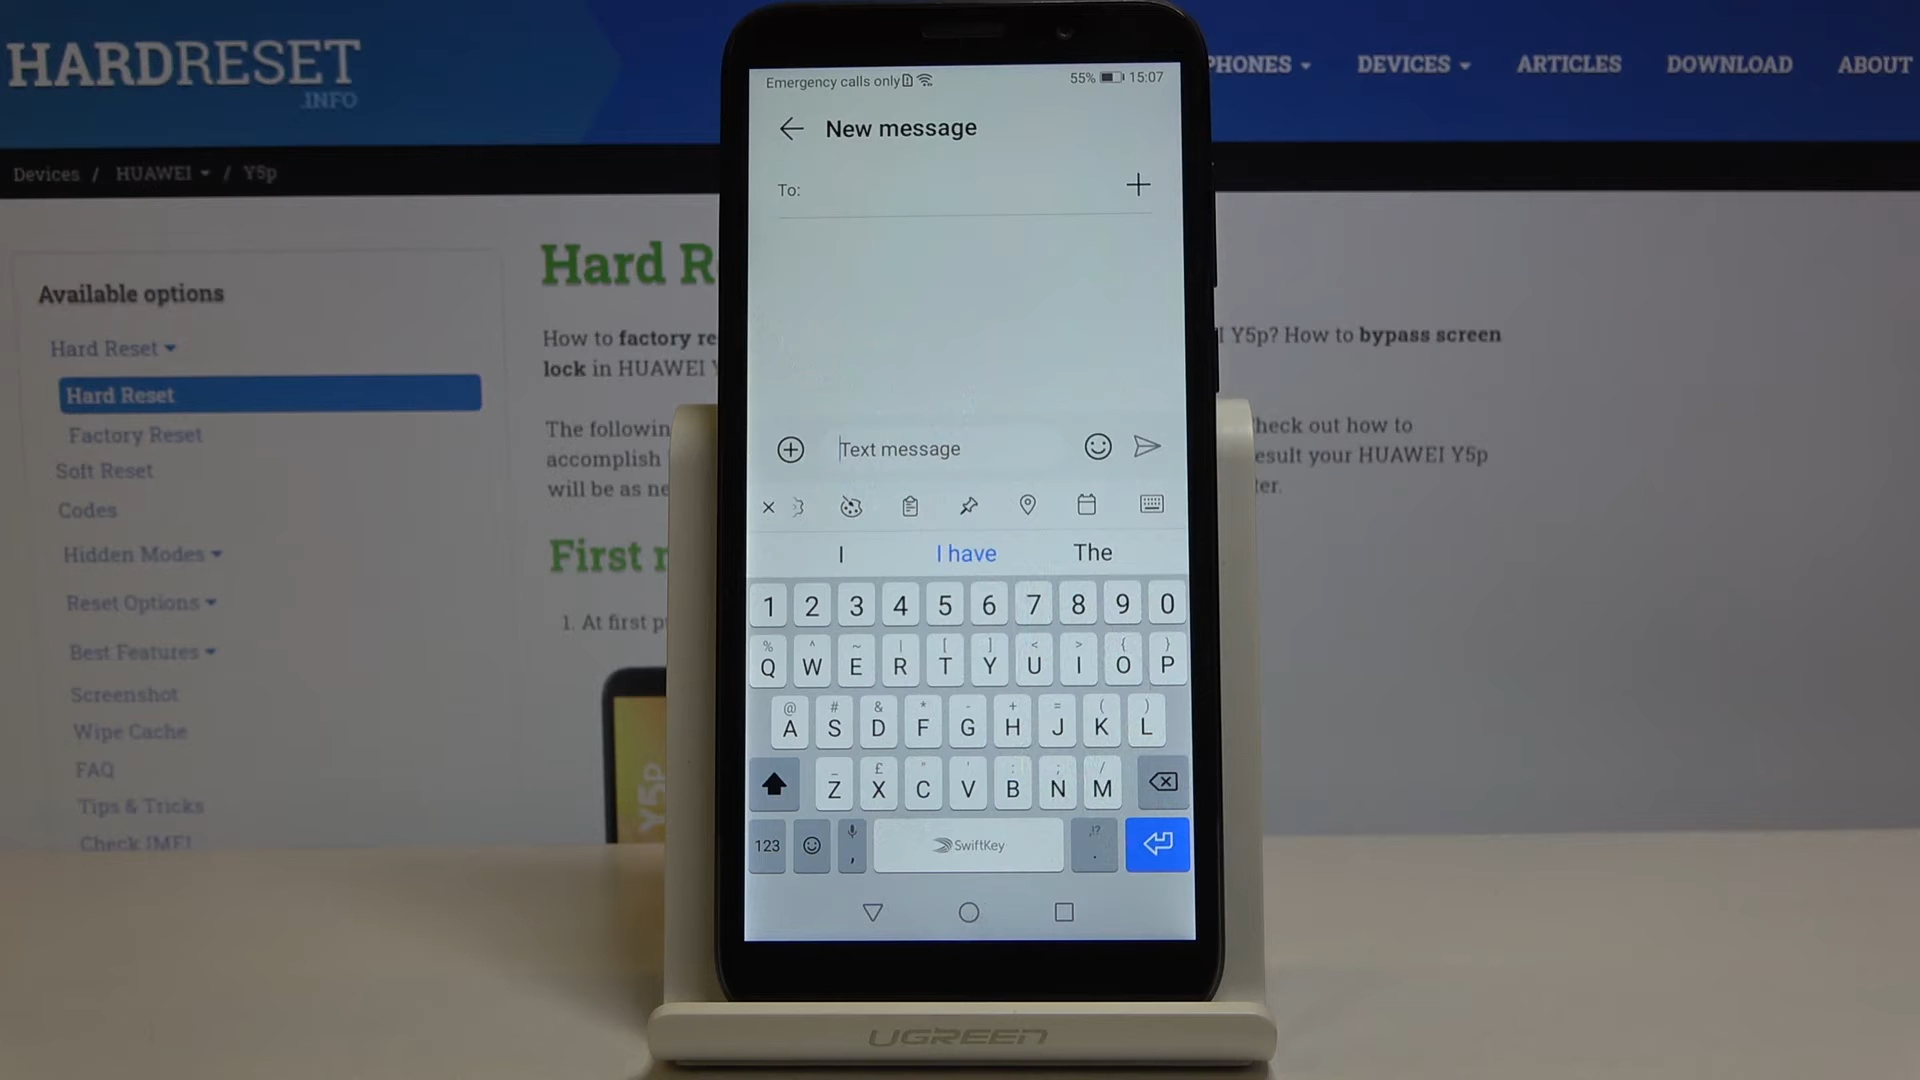 HARDRESET
.INFO
PHONES
DEVICES
ARTICLES
DOWNLOAD
ABOUT
Devices / HUAWEI / Y5p
Available options
Hard Reset
Hard Reset
Factory Reset
Soft Reset
Codes
Hidden Modes
Reset Options
Best Features
Screenshot
Wipe Cache
FAQ
Tips & Tricks
Check IMEI
Hard R
How to factory re
lock in HUAWEI
The followin
accomplish
will be as ne
First
1. At first p
Y5p
I Y5p? How to bypass screen
heck out how to
esult your HUAWEI Y5p
ter.
Emergency calls only
55% 15:07
New message
To:
Text message
I
I have
The
1 2 3 4 5 6 7 8 9 0
% ^ ~ | [ ] < > { }
Q W E R T Y U I O P
@ # & * - + = ( )
A S D F G H J K L
_ £ " ' : ; /
Z X C V B N M
123
,
SwiftKey
!?
.
UGREEN